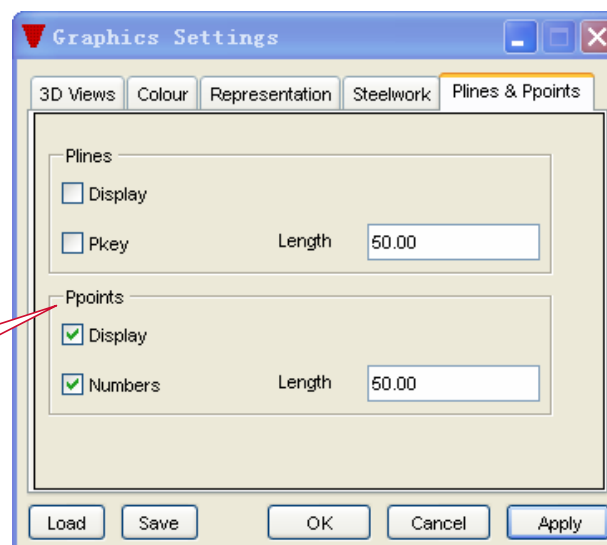 Graphics Settings
3D Views Colour Representation Steelwork Plines & Ppoints
Plines
Display
Pkey Length 50.00
Ppoints
Display
Numbers Length 50.00
Load Save OK Cancel Apply